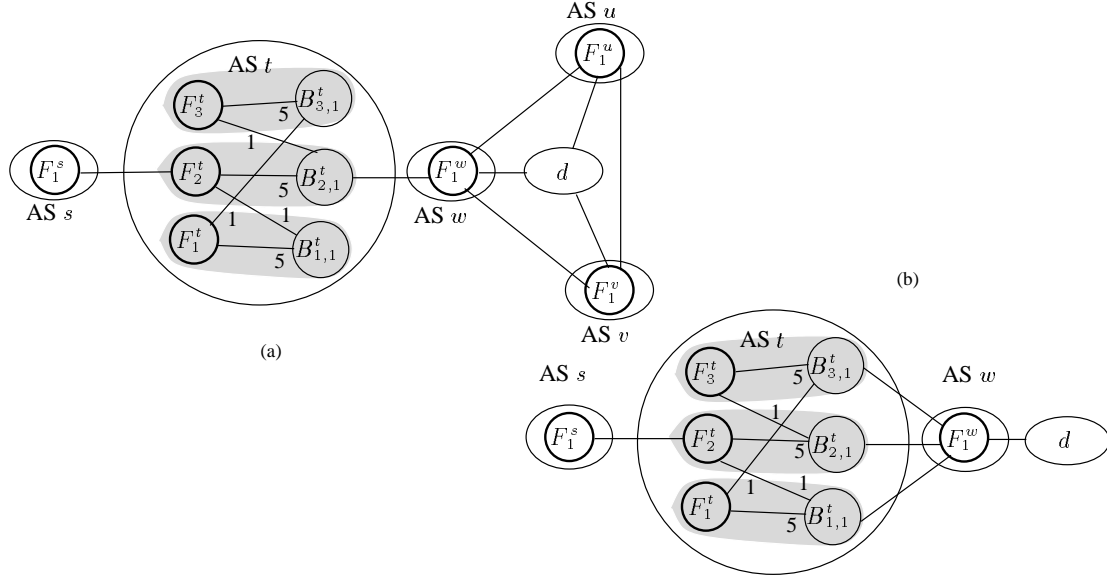 AS u
F_1^u
AS t
F_3^t
B_{3,1}^t
5
1
F_1^s
F_2^t
B_{2,1}^t
5
F_1^w
d
AS s
AS w
1
1
F_1^t
B_{1,1}^t
5
F_1^v
AS v
(a)
(b)
AS t
AS s
AS w
F_3^t
B_{3,1}^t
5
1
F_1^s
F_2^t
B_{2,1}^t
5
F_1^w
d
1
1
F_1^t
B_{1,1}^t
5